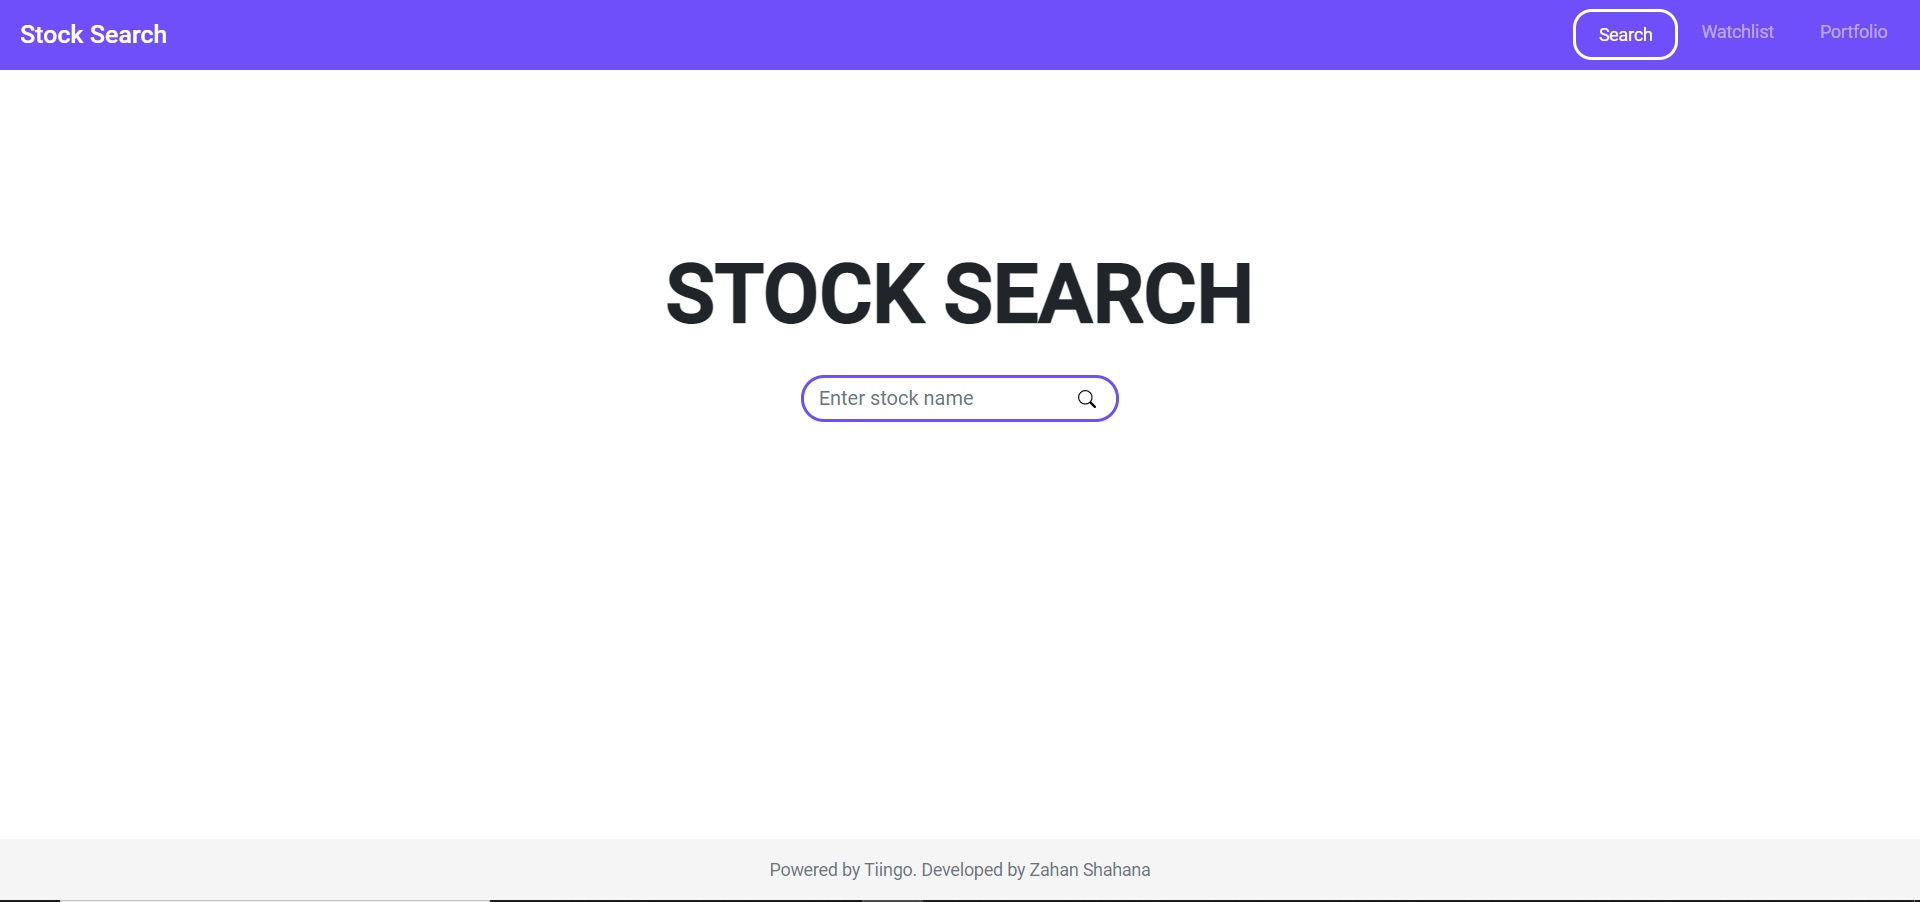 Stock Search
Search
Watchlist
Portfolio
STOCK SEARCH
Enter stock name
Powered by Tiingo. Developed by Zahan Shahana